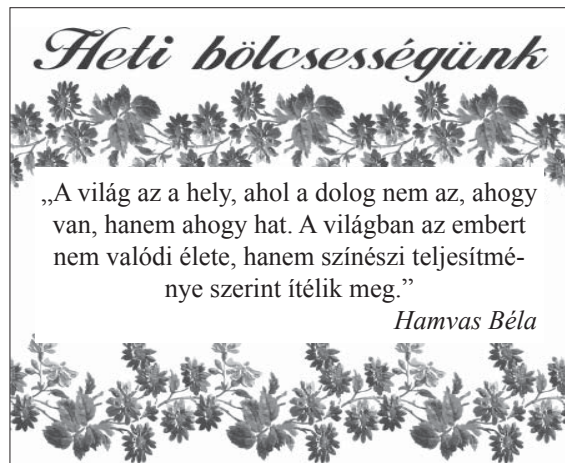 Heti bölcsességünk
„A világ az a hely, ahol a dolog nem az, ahogy
van, hanem ahogy hat. A világban az embert
nem valódi élete, hanem színészi teljesítmé-
nye szerint ítélik meg.”
Hamvas Béla